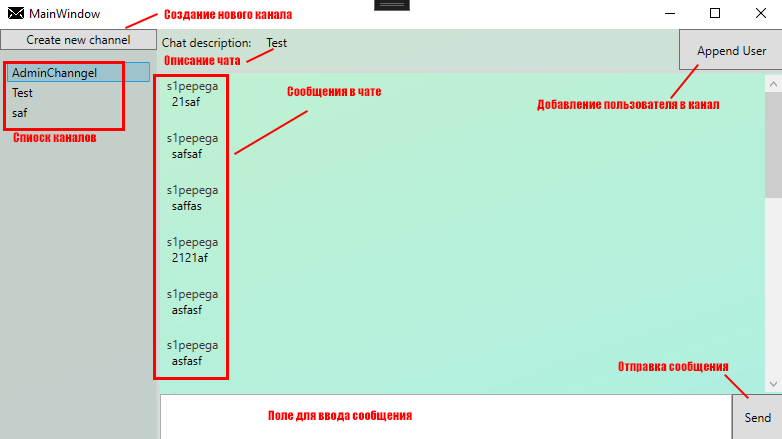 MainWindow
Создание нового канала
Create new channel
Chat description: Test
Append User
Описание чата
AdminChanngel
Test
saf
Списоск каналов
s1pepega
21saf
Сообщения в чате
Добавление пользователя в канал
s1pepega
safsaf
s1pepega
saffas
s1pepega
2121af
s1pepega
asfasf
s1pepega
asfasf
Отправка сообщения
Поле для ввода сообщения
Send